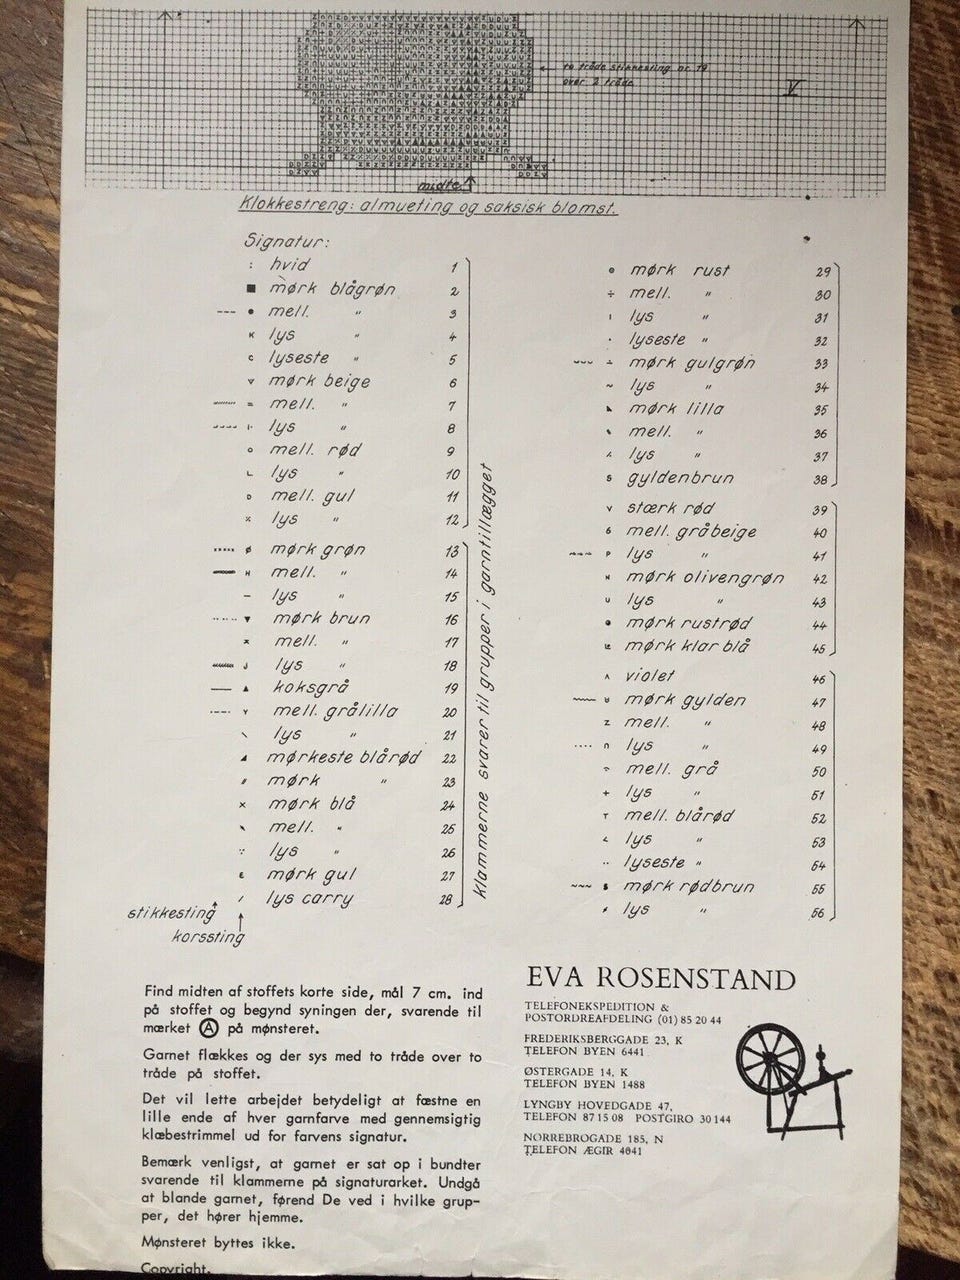 to tråde stikkesting nr. 19
over 2 tråde
V
midte
Klokkestreng: almueting og saksisk blomst.
Signatur:
: hvid 1
■ mørk blågrøn 2
--- ● mell. " 3
K lys " 4
c lyseste " 5
▽ mørk beige 6
= mell. " 7
ı· lys " 8
o mell. rød 9
L lys " 10
D mell. gul 11
٪ lys " 12
ø mørk grøn 13
H mell. " 14
– lys " 15
▼ mørk brun 16
x mell. " 17
J lys " 18
▲ koksgrå 19
Y mell. grålilla 20
\ lys " 21
◢ mørkeste blårød 22
mørk " 23
x mørk blå 24
mell. " 25
∵ lys " 26
ε mørk gul 27
/ lys carry 28
stikkesting
korssting
Klammerne svarer til grupper i garntillægget
mørk rust 29
÷ mell. " 30
ı lys " 31
· lyseste " 32
mørk gulgrøn 33
~ lys " 34
◣ mørk lilla 35
mell. " 36
lys " 37
s gyldenbrun 38
v stærk rød 39
6 mell. gråbeige 40
P lys " 41
mørk olivengrøn 42
u lys " 43
mørk rustrød 44
mørk klar blå 45
ʌ violet 46
mørk gylden 47
z mell. " 48
.... ∩ lys " 49
mell. grå 50
+ lys " 51
T mell. blårød 52
∠ lys " 53
·· lyseste " 54
~~~ s mørk rødbrun 55
lys " 56
Find midten af stoffets korte side, mål 7 cm. ind
på stoffet og begynd syningen der, svarende til
mærket Ⓐ på mønsteret.
Garnet flækkes og der sys med to tråde over to
tråde på stoffet.
Det vil lette arbejdet betydeligt at fæstne en
lille ende af hver garnfarve med gennemsigtig
klæbestrimmel ud for farvens signatur.
Bemærk venligst, at garnet er sat op i bundter
svarende til klammerne på signaturarket. Undgå
at blande garnet, førend De ved i hvilke grup-
per, det hører hjemme.
Mønsteret byttes ikke.
Copyright.
EVA ROSENSTAND
TELEFONEKSPEDITION &
POSTORDREAFDELING (01) 85 20 44
FREDERIKSBERGGADE 23, K
TELEFON BYEN 6441
ØSTERGADE 14, K
TELEFON BYEN 1488
LYNGBY HOVEDGADE 47,
TELEFON 87 15 08 POSTGIRO 30 144
NØRREBROGADE 185, N
TELEFON ÆGIR 4041